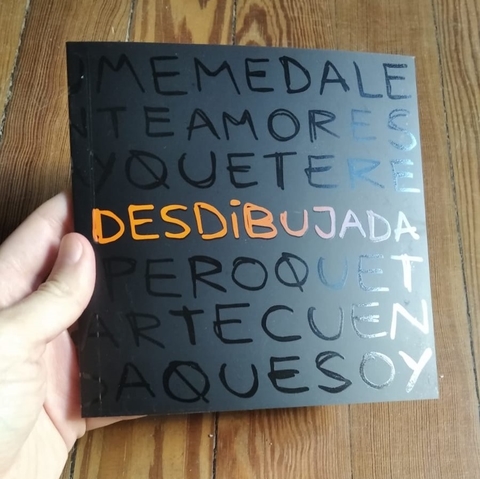 UMEMEDALE
NTEAMORES
YQUETERE
DESDiBUJADA
PEROQUET
ARTECUEN
AQUESOY